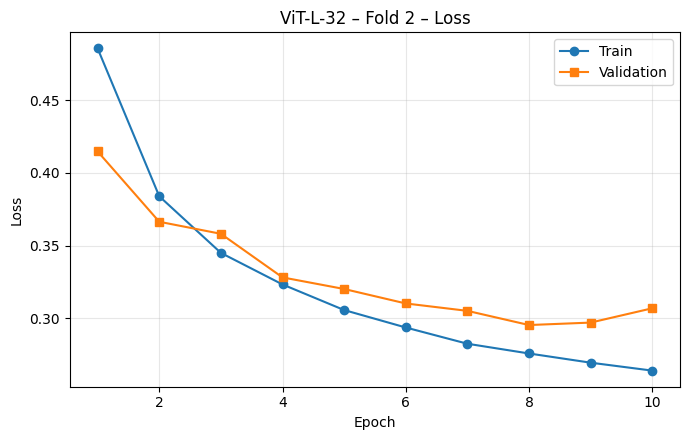 ViT-L-32 – Fold 2 – Loss
Train
Validation
Loss
0.45
0.40
0.35
0.30
2 4 6 8 10
Epoch